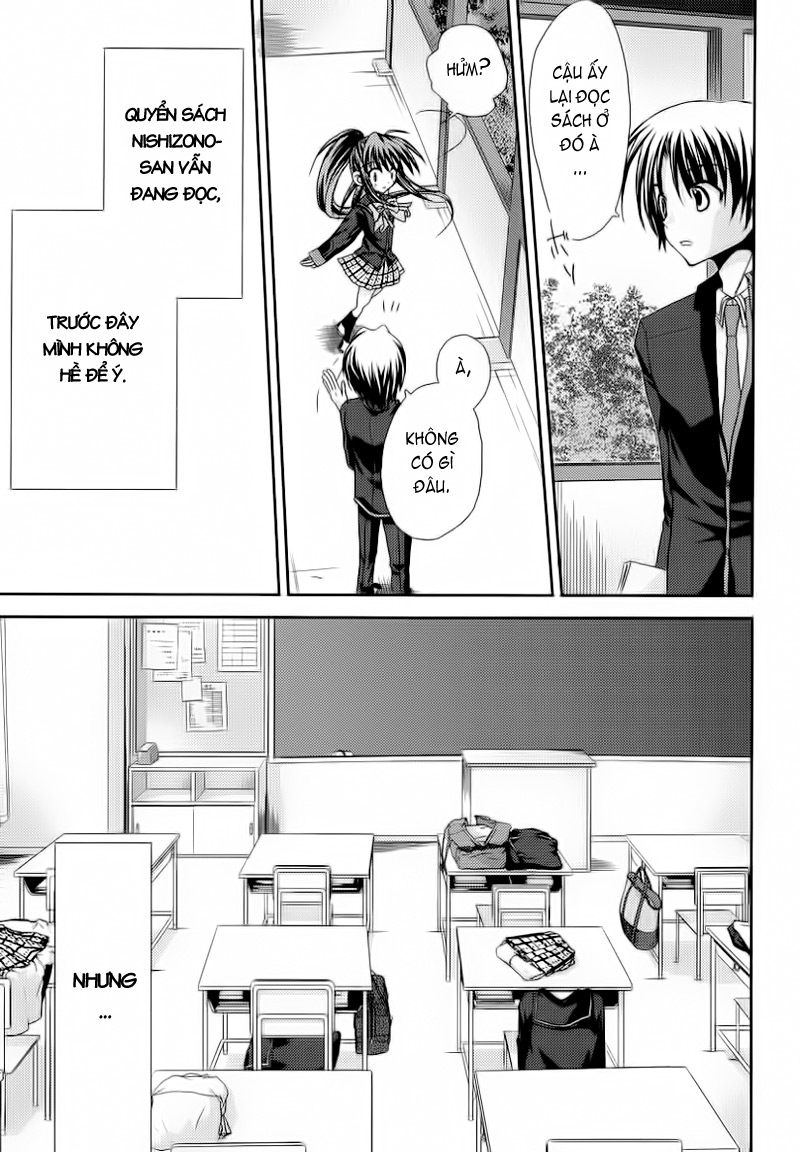 CẬU ẤY
LẠI ĐỌC
SÁCH Ở
ĐÓ À
...
HỬM?
À,
KHÔNG
CÓ GÌ
ĐÂU.
QUYỂN SÁCH
NISHIZONO-
SAN VẪN
ĐANG ĐỌC,
TRƯỚC ĐÂY
MÌNH KHÔNG
HỀ ĐỂ Ý.
NHƯNG
...